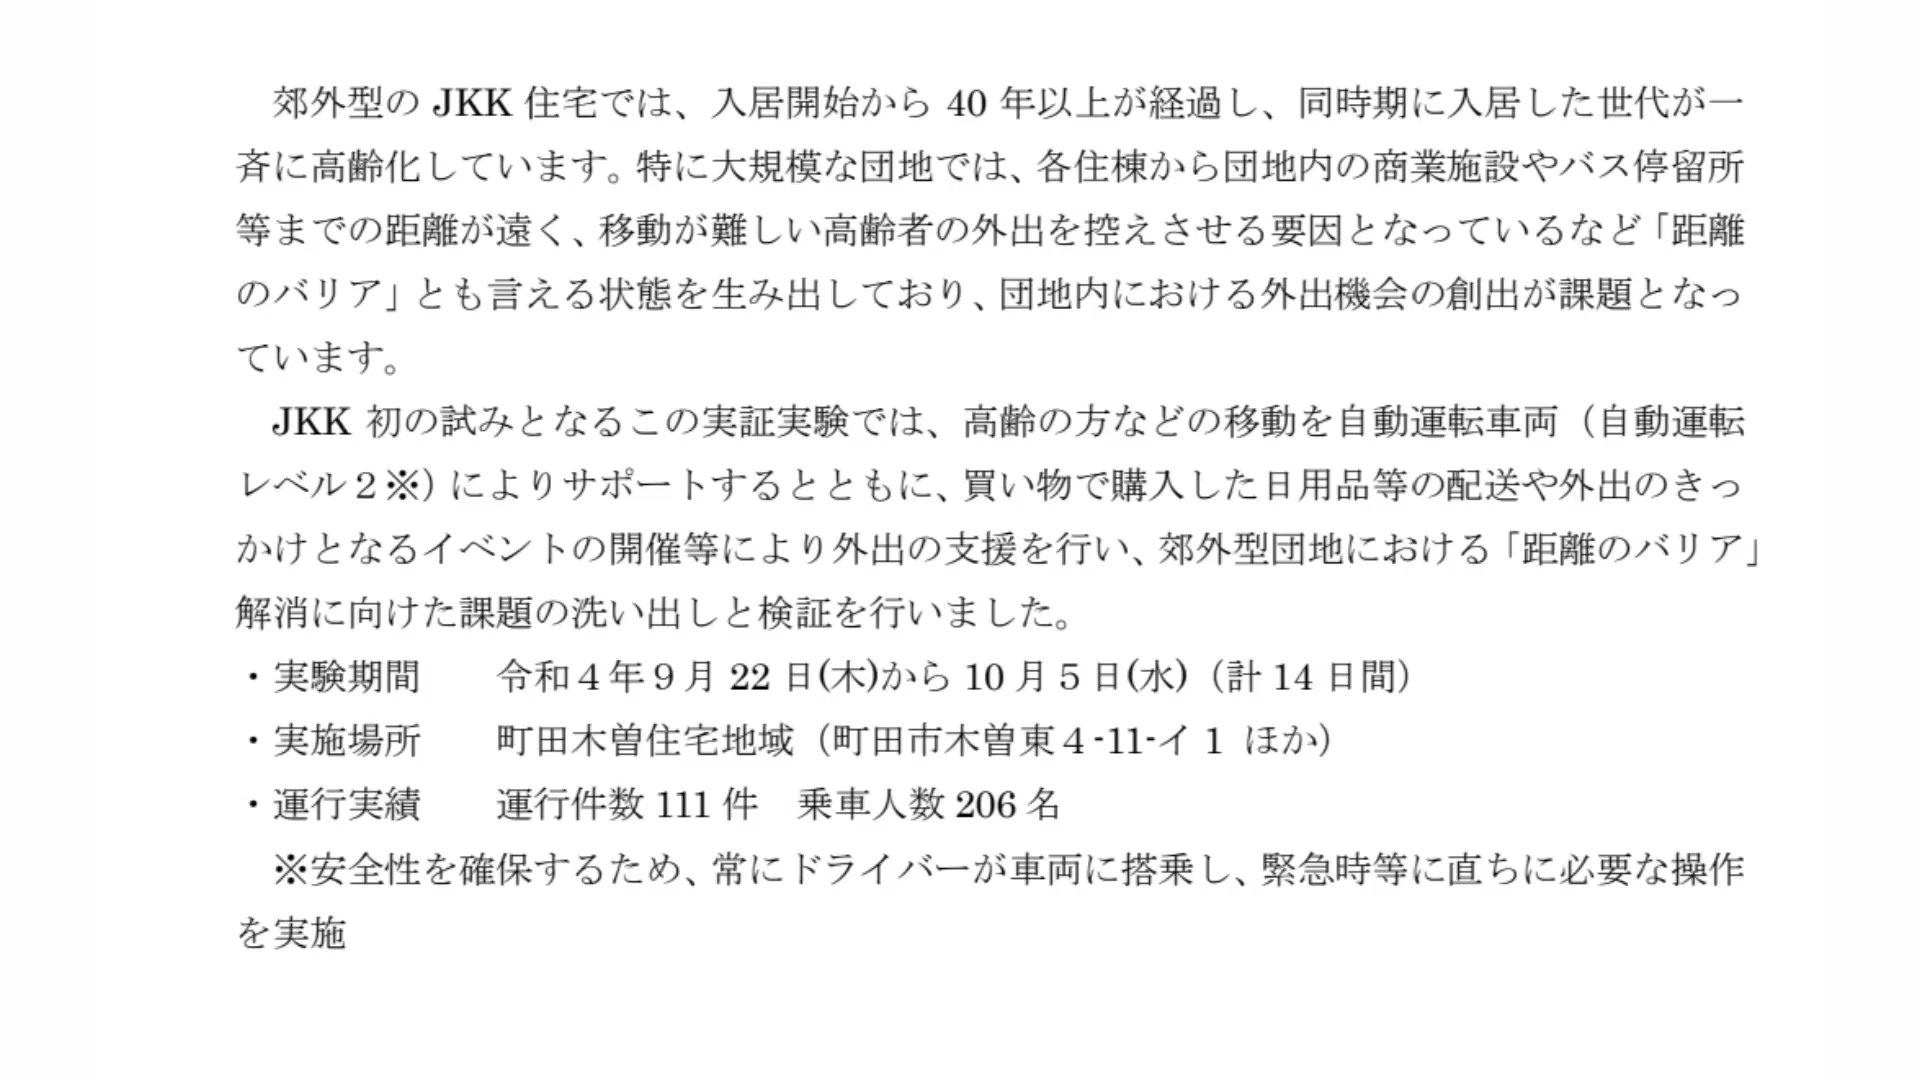 郊外型の JKK 住宅では、入居開始から 40 年以上が経過し、同時期に入居した世代が一
斉に高齢化しています。特に大規模な団地では、各住棟から団地内の商業施設やバス停留所
等までの距離が遠く、移動が難しい高齢者の外出を控えさせる要因となっているなど「距離
のバリア」とも言える状態を生み出しており、団地内における外出機会の創出が課題となっ
ています。
JKK 初の試みとなるこの実証実験では、高齢の方などの移動を自動運転車両（自動運転
レベル２※）によりサポートするとともに、買い物で購入した日用品等の配送や外出のきっ
かけとなるイベントの開催等により外出の支援を行い、郊外型団地における「距離のバリア」
解消に向けた課題の洗い出しと検証を行いました。
・実験期間　　令和４年９月 22 日(木)から 10 月５日(水)（計 14 日間）
・実施場所　　町田木曽住宅地域（町田市木曽東４-11-イ１ ほか）
・運行実績　　運行件数 111 件　乗車人数 206 名
※安全性を確保するため、常にドライバーが車両に搭乗し、緊急時等に直ちに必要な操作
を実施